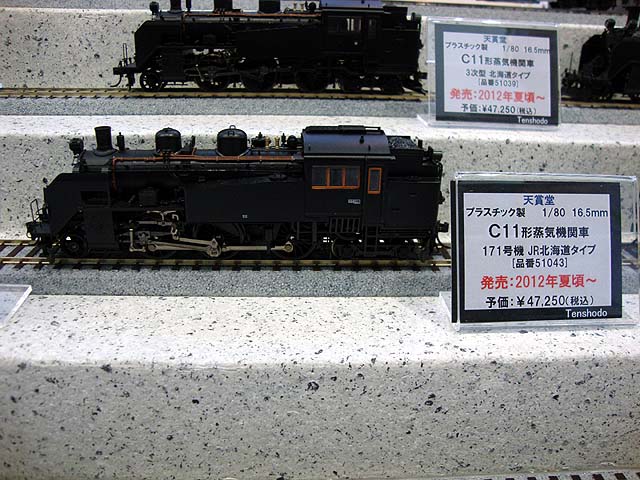 天賞堂
プラスチック製 1/80 16.5mm
C11形蒸気機関車
3次型 北海道タイプ
[品番51039]
発売：2012年夏頃～
予価：¥47,250(税込)
Tenshodo
天賞堂
プラスチック製 1/80 16.5mm
C11形蒸気機関車
171号機 JR北海道タイプ
[品番51043]
発売：2012年夏頃～
予価：¥47,250(税込)
Tenshodo